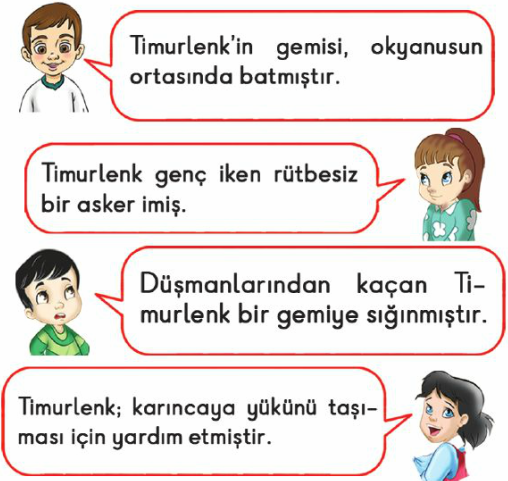 Timurlenk'in gemisi, okyanusun
ortasında batmıştır.
Timurlenk genç iken rütbesiz
bir asker imiş.
Düşmanlarından kaçan Ti-
murlenk bir gemiye sığınmıştır.
Timurlenk; karıncaya yükünü taşı-
ması için yardım etmiştir.